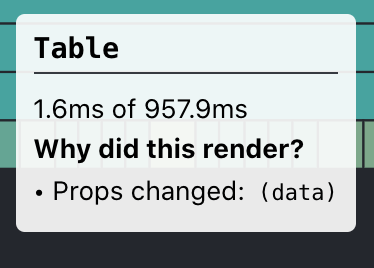 Table
1.6ms of 957.9ms
Why did this render?
• Props changed: (data)